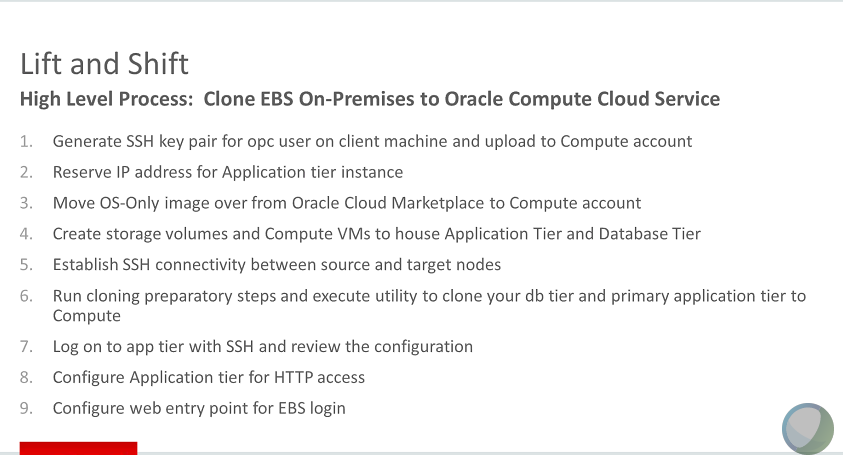 Lift and Shift
High Level Process:  Clone EBS On-Premises to Oracle Compute Cloud Service
1. Generate SSH key pair for opc user on client machine and upload to Compute account
2. Reserve IP address for Application tier instance
3. Move OS-Only image over from Oracle Cloud Marketplace to Compute account
4. Create storage volumes and Compute VMs to house Application Tier and Database Tier
5. Establish SSH connectivity between source and target nodes
6. Run cloning preparatory steps and execute utility to clone your db tier and primary application tier to
Compute
7. Log on to app tier with SSH and review the configuration
8. Configure Application tier for HTTP access
9. Configure web entry point for EBS login